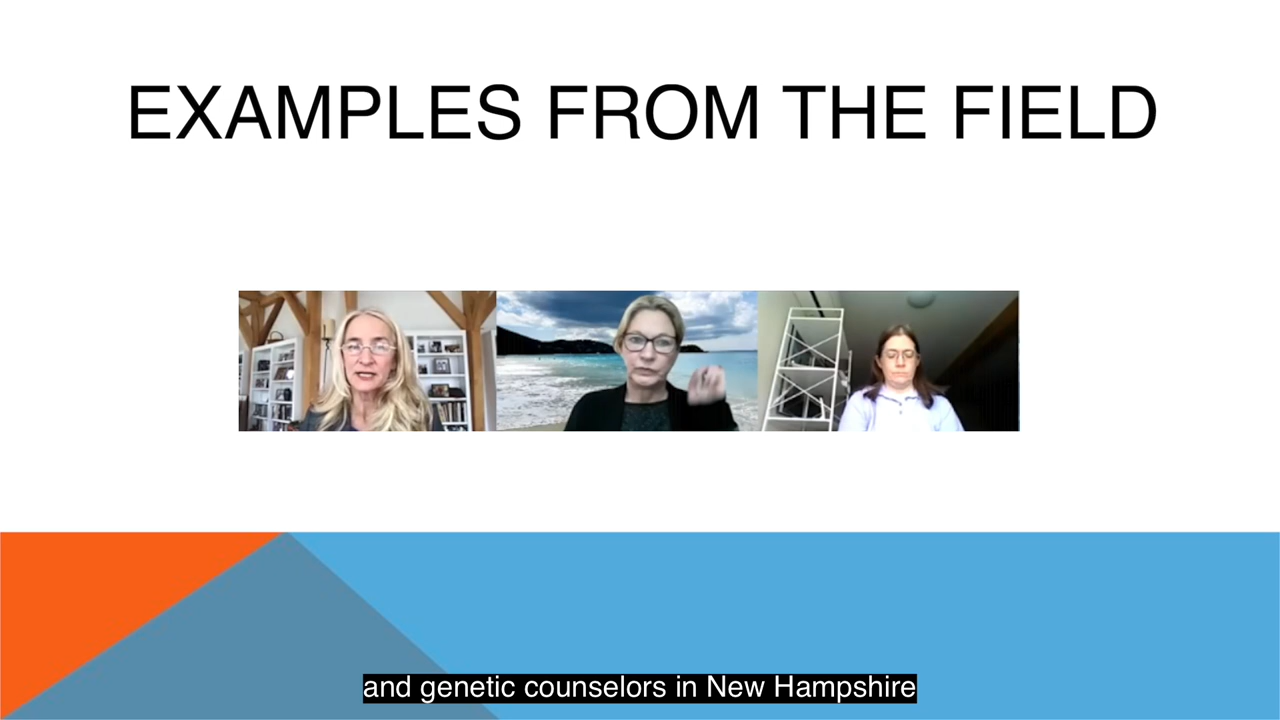 EXAMPLES FROM THE FIELD
and genetic counselors in New Hampshire